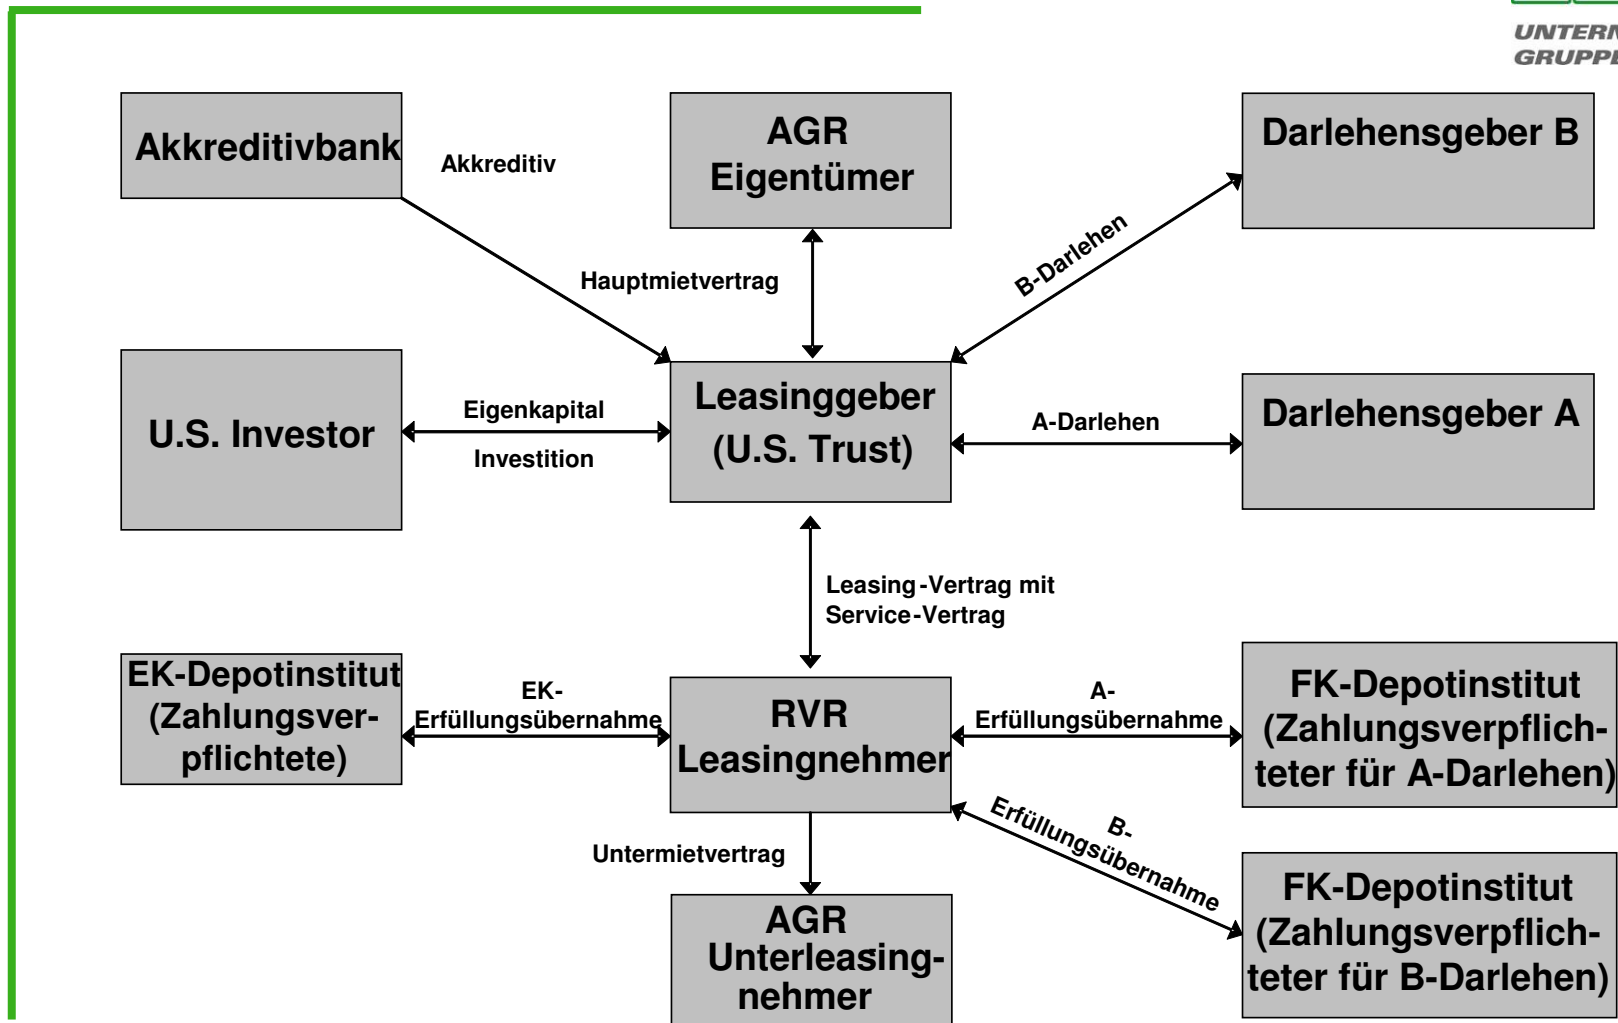 UNTERN
GRUPPE
Akkreditivbank
Akkreditiv
AGR
Eigentümer
Darlehensgeber B
Hauptmietvertrag
B-Darlehen
U.S. Investor
Eigenkapital
Investition
Leasinggeber
(U.S. Trust)
A-Darlehen
Darlehensgeber A
Leasing-Vertrag mit
Service-Vertrag
EK-Depotinstitut
(Zahlungsver-
pflichtete)
EK-
Erfüllungsübernahme
RVR
Leasingnehmer
A-
Erfüllungsübernahme
FK-Depotinstitut
(Zahlungsverpflich-
teter für A-Darlehen)
Untermietvertrag
B-
Erfüllungsübernahme
AGR
Unterleasing-
nehmer
FK-Depotinstitut
(Zahlungsverpflich-
teter für B-Darlehen)